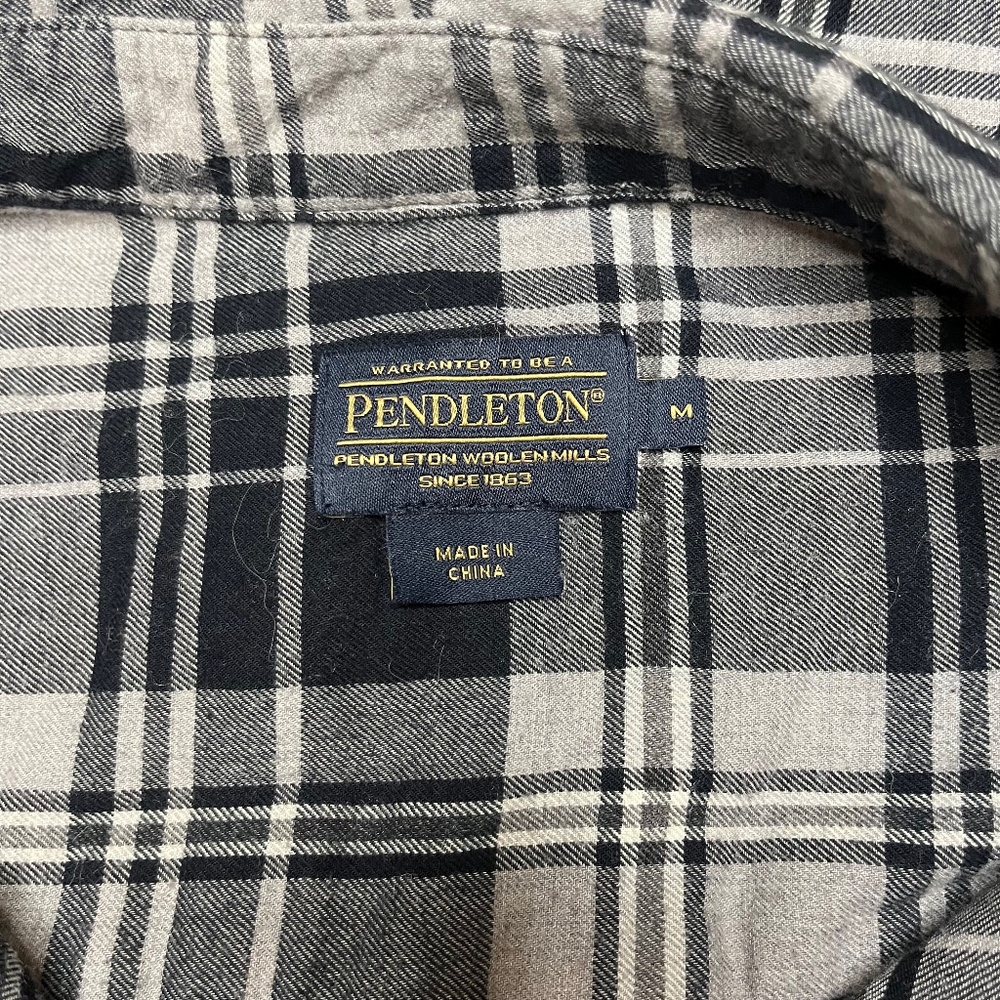 WARRANTED TO BE A
PENDLETON®
PENDLETON WOOLEN MILLS
SINCE 1863
M
MADE IN
CHINA